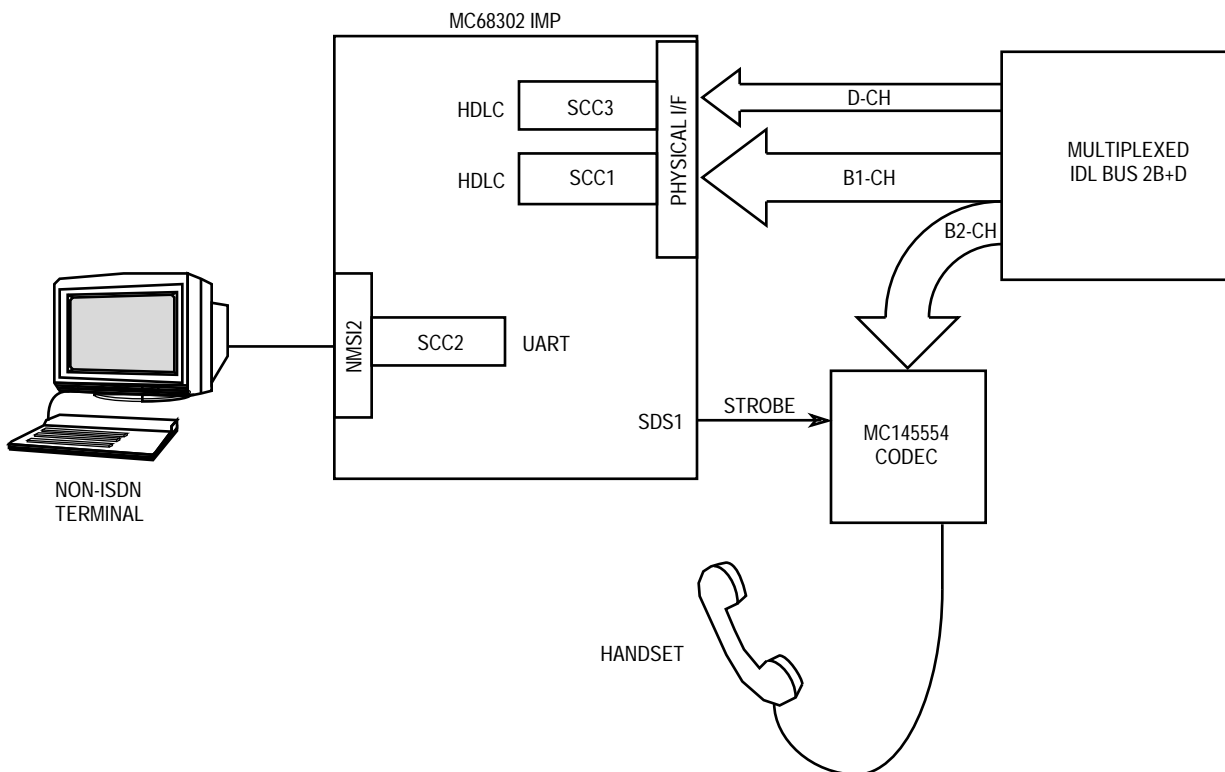 MC68302 IMP
HDLC
SCC3
HDLC
SCC1
PHYSICAL I/F
D-CH
B1-CH
B2-CH
MULTIPLEXED
IDL BUS 2B+D
NMSI2
SCC2
UART
SDS1
STROBE
MC145554
CODEC
NON-ISDN
TERMINAL
HANDSET